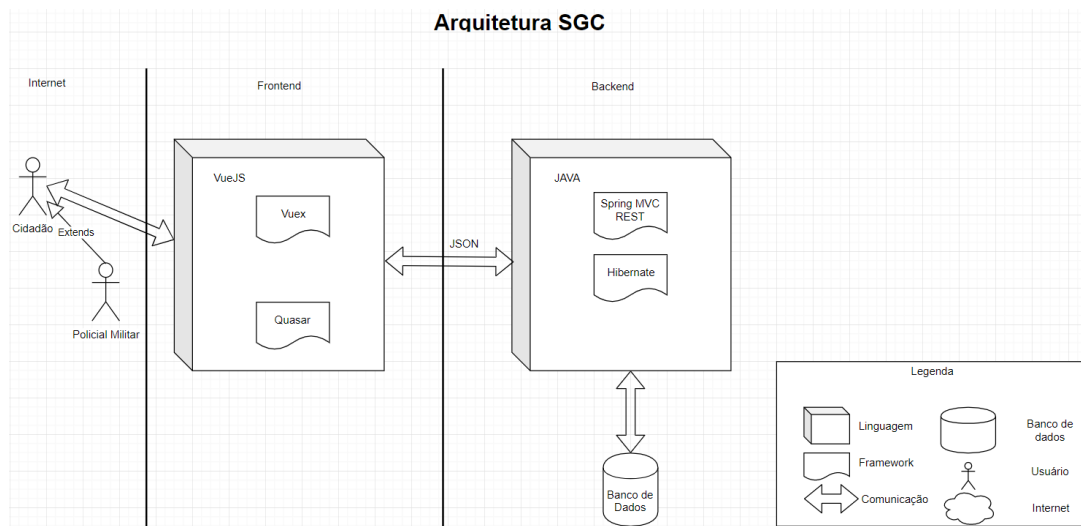 Arquitetura SGC
Internet
Frontend
Backend
VueJS
Vuex
Quasar
Cidadão
Extends
Policial Militar
JSON
JAVA
Spring MVC
REST
Hibernate
Banco de
Dados
Legenda
Linguagem
Banco de
dados
Framework
Usuário
Comunicação
Internet